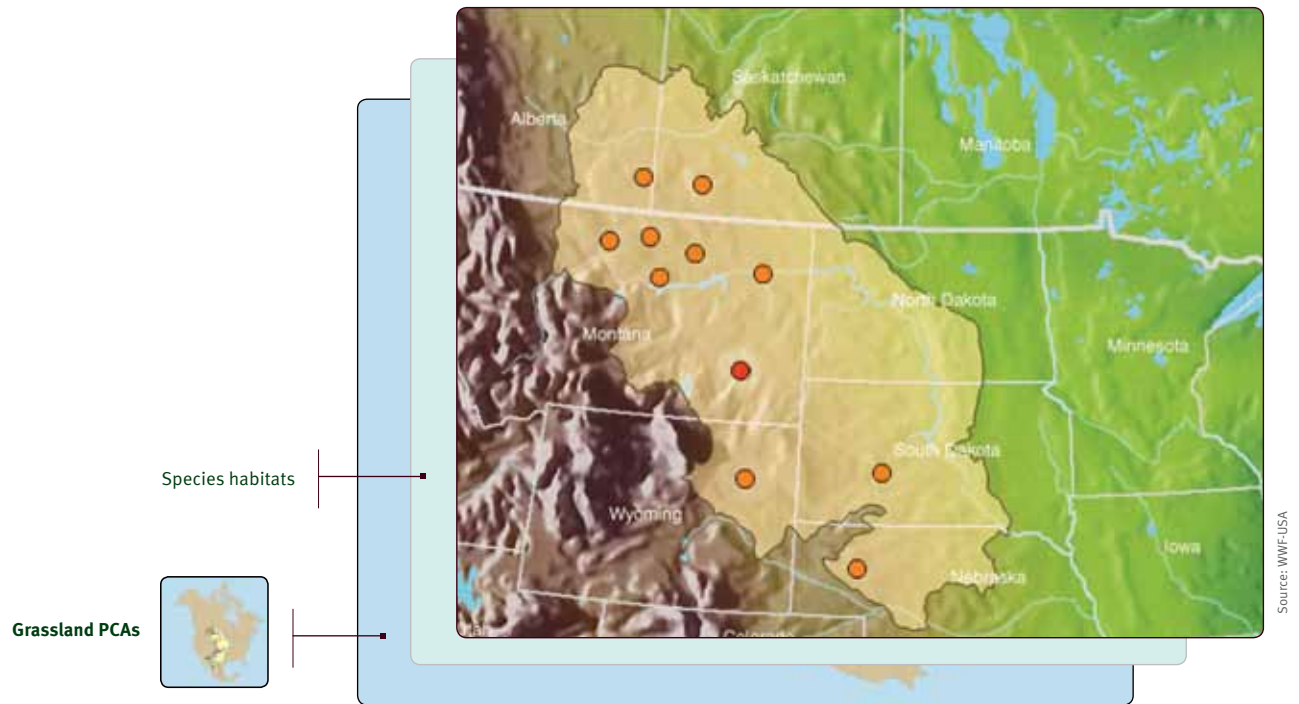 Saskatchewan
Alberta
Manitoba
North Dakota
Montana
Minnesota
South Dakota
Species habitats
Wyoming
Iowa
Nebraska
Grassland PCAs
Colorado
Source: WWF-USA